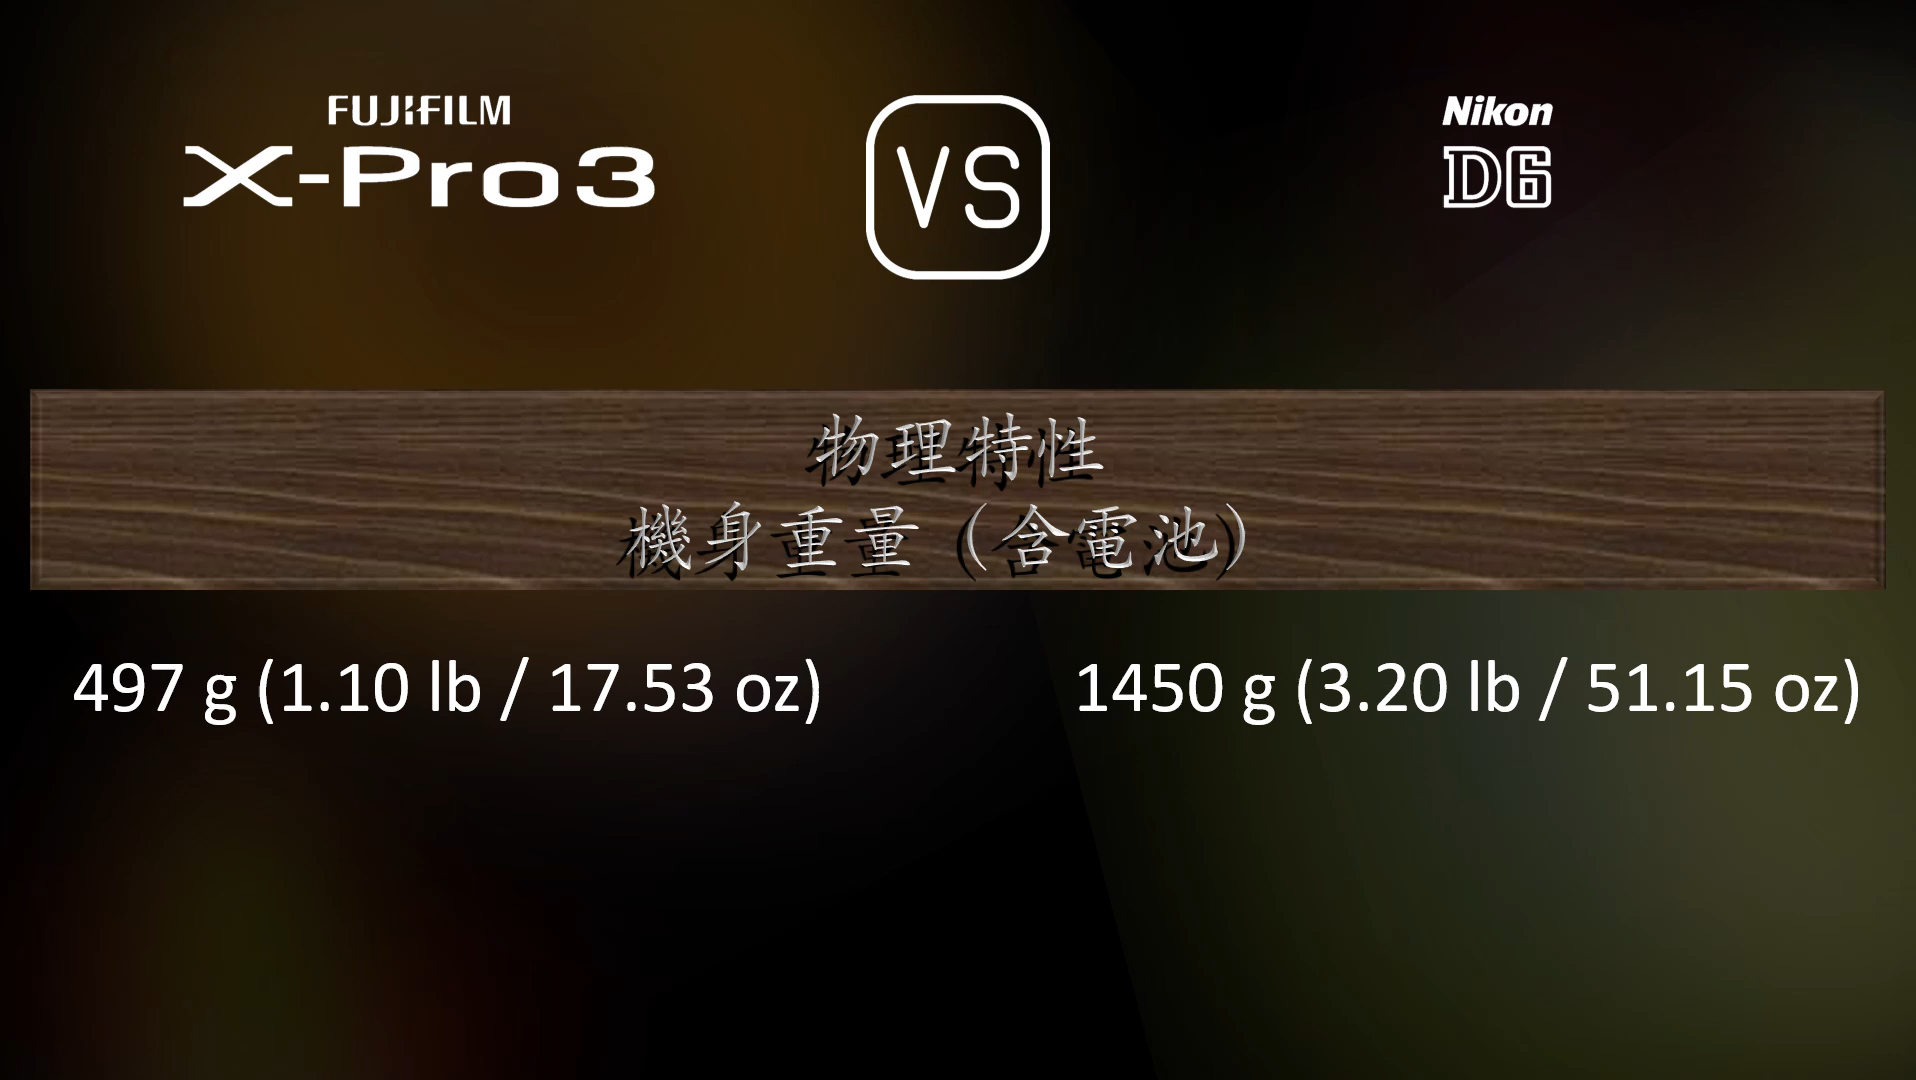 FUJIFILM
X-Pro3
VS
Nikon
D6
物理特性
機身重量（含電池）
497 g (1.10 lb / 17.53 oz)
1450 g (3.20 lb / 51.15 oz)